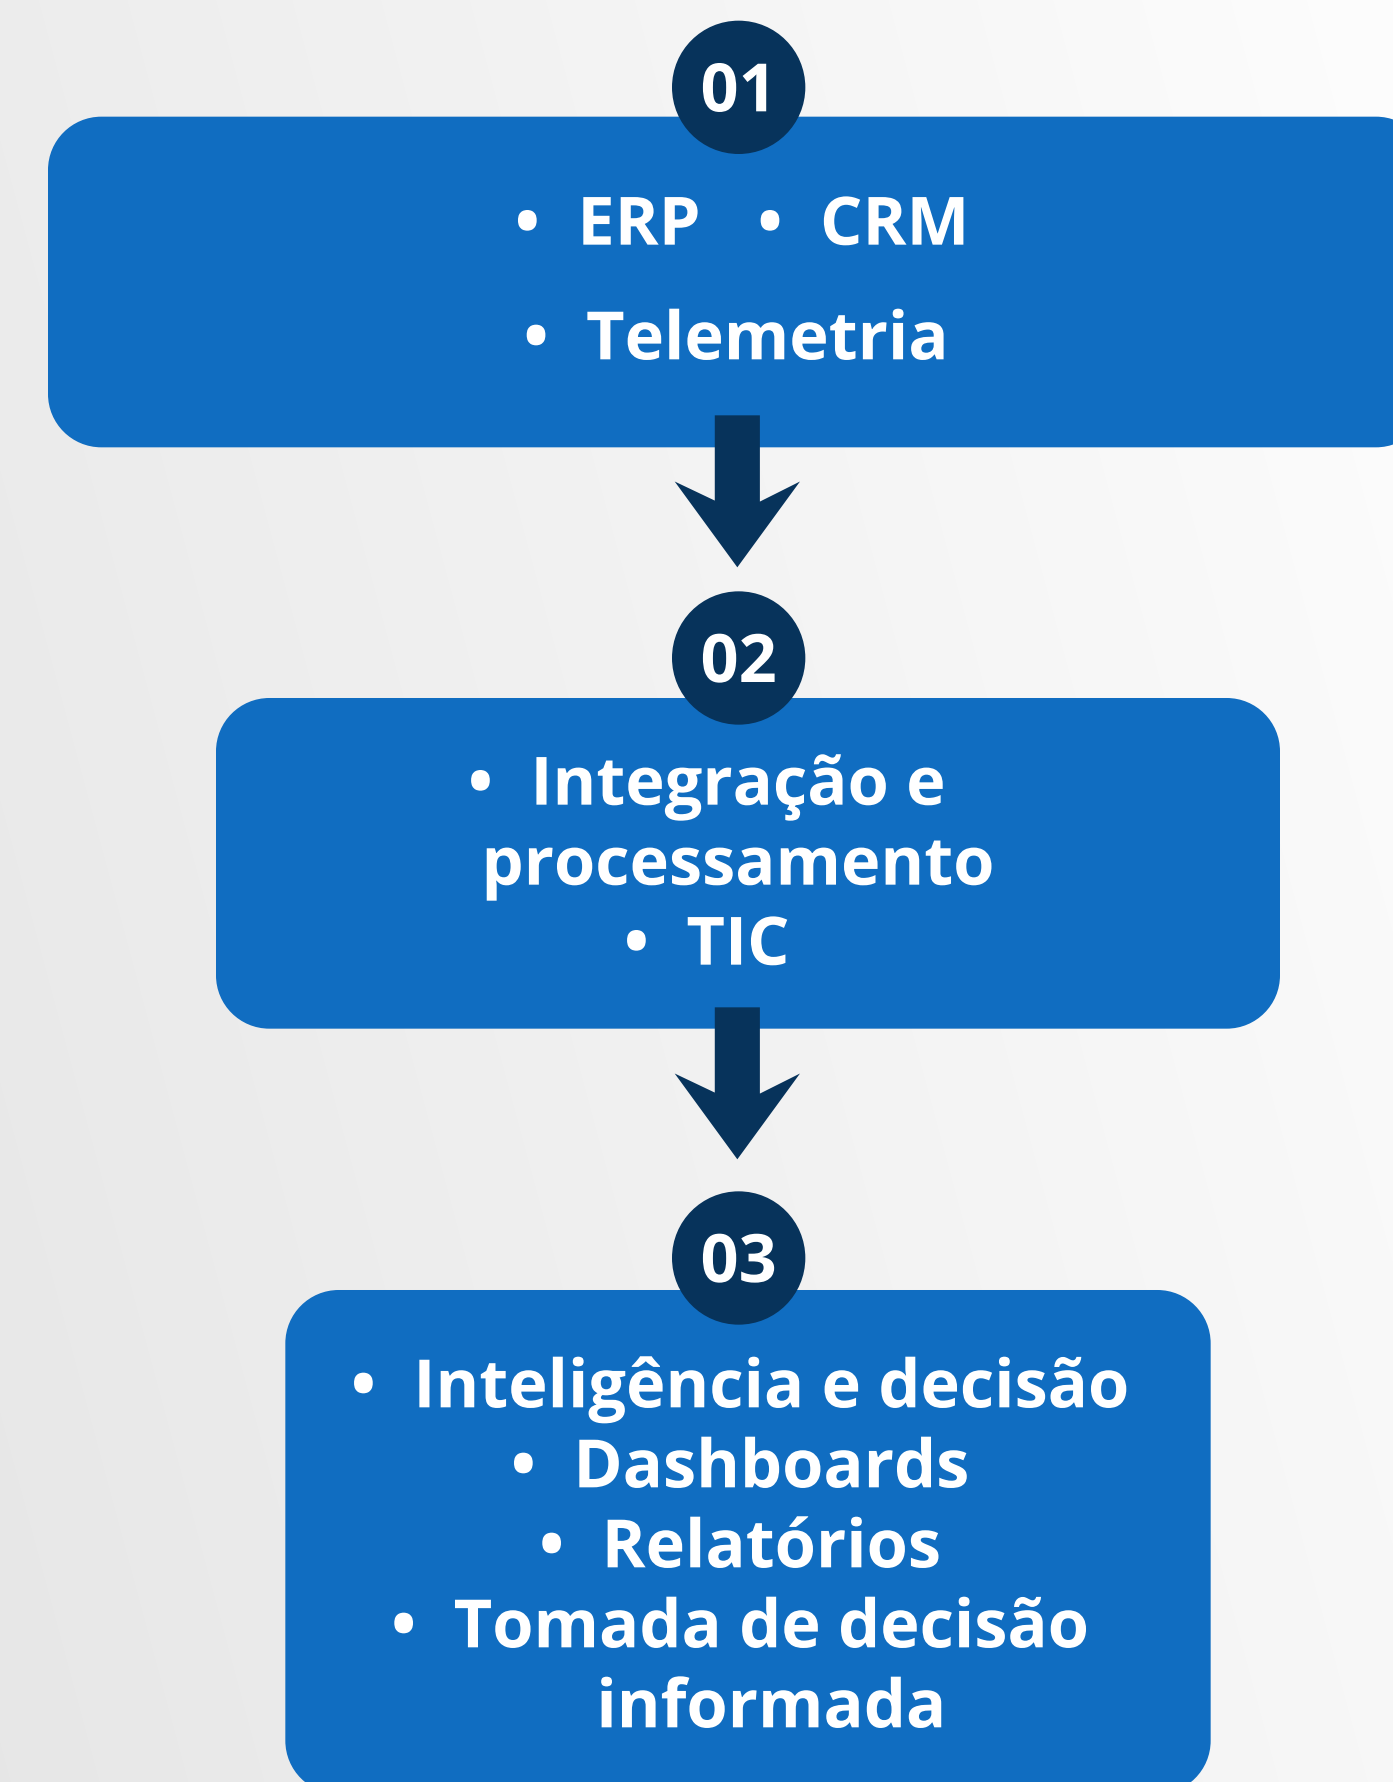 01
• ERP • CRM
• Telemetria
02
• Integração e
processamento
• TIC
03
• Inteligência e decisão
• Dashboards
• Relatórios
• Tomada de decisão
informada